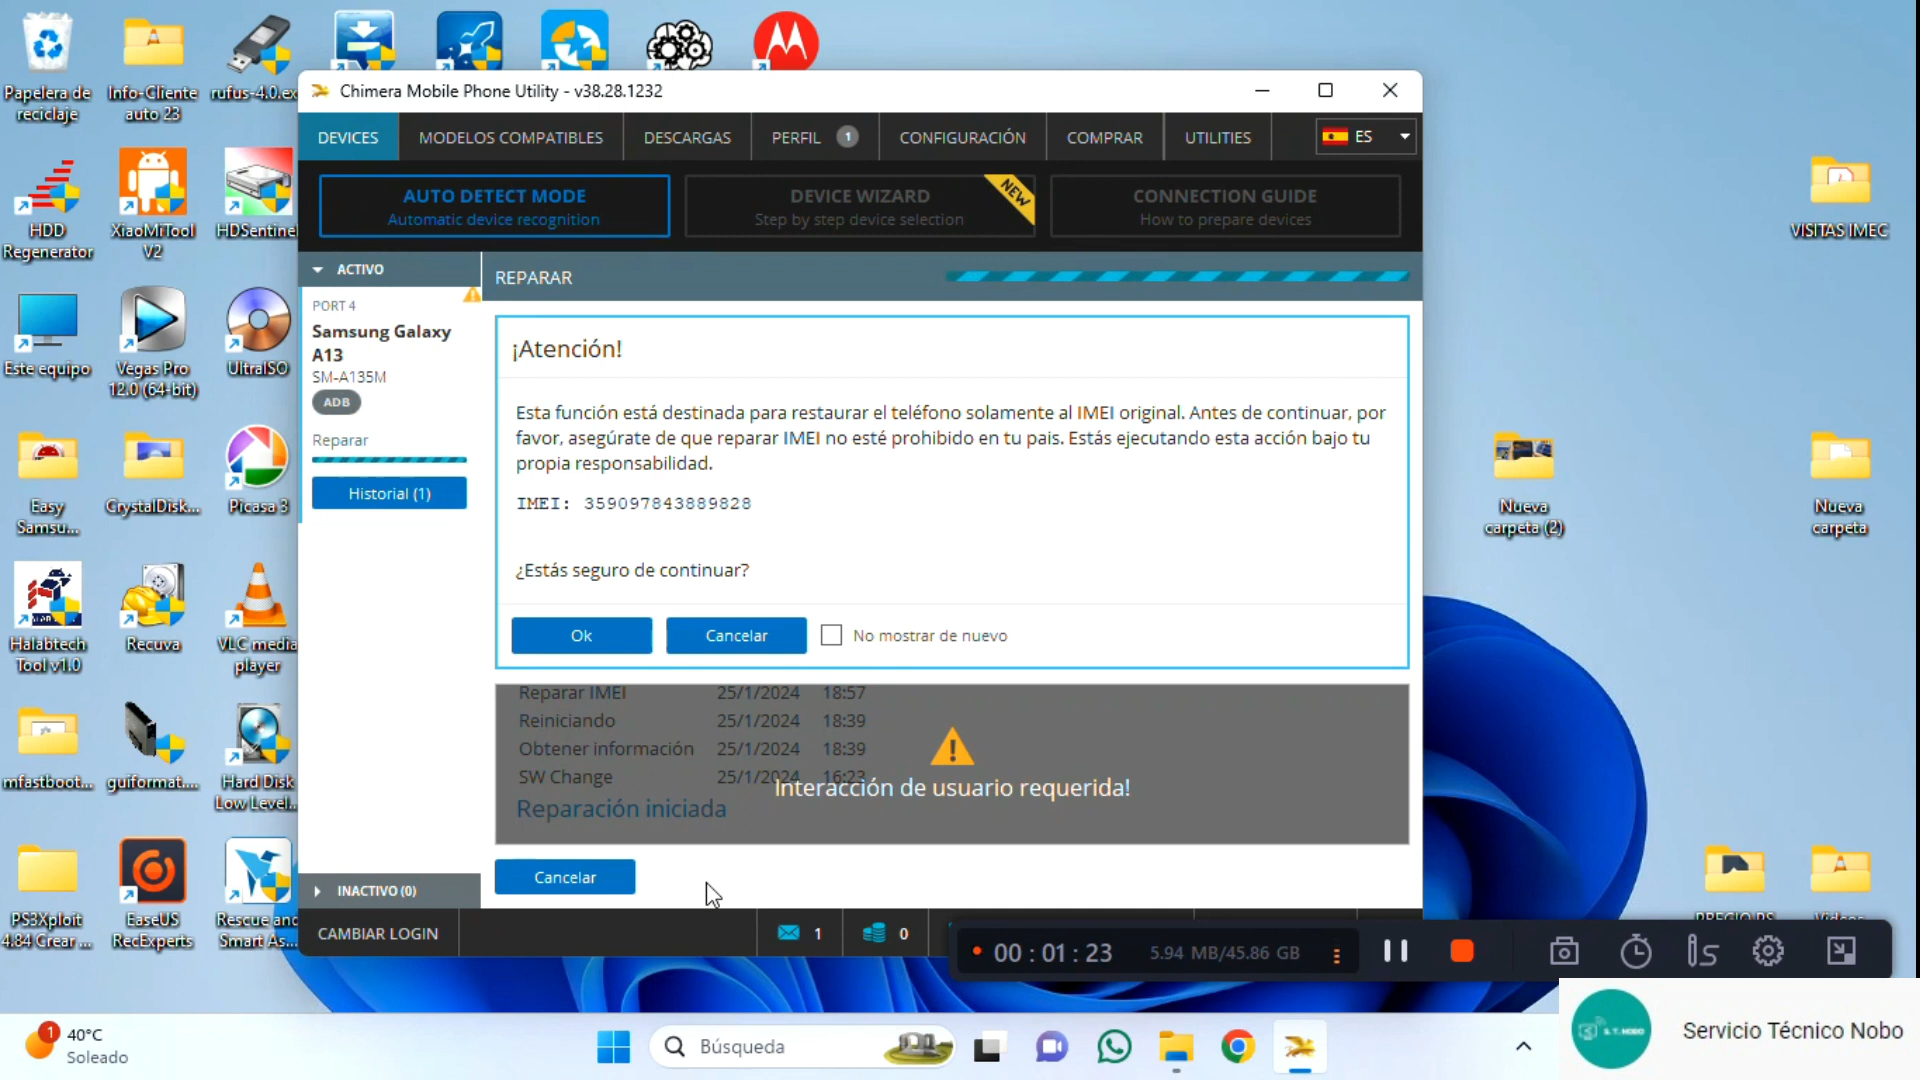 Papelera de
reciclaje
Info-Cliente
auto 23
rufus-4.0.ex
HDD
Regenerator
XiaoMiTool
V2
HDSentinel
Este equipo
Vegas Pro
12.0 (64-bit)
UltraISO
Easy
Samsu...
CrystalDisk...
Picasa 3
Halabtech
Tool v1.0
Recuva
VLC media
player
mfastboot...
guiformat....
Hard Disk
Low Level...
PS3Xploit
4.84 Crear ...
EaseUS
RecExperts
Rescue and
Smart As...
Chimera Mobile Phone Utility - v38.28.1232
DEVICES
MODELOS COMPATIBLES
DESCARGAS
PERFIL 1
CONFIGURACIÓN
COMPRAR
UTILITIES
ES
AUTO DETECT MODE
Automatic device recognition
DEVICE WIZARD
Step by step device selection
NEW
CONNECTION GUIDE
How to prepare devices
ACTIVO
PORT 4
Samsung Galaxy
A13
SM-A135M
ADB
Reparar
Historial (1)
INACTIVO (0)
REPARAR
¡Atención!
Esta función está destinada para restaurar el teléfono solamente al IMEI original. Antes de continuar, por
favor, asegúrate de que reparar IMEI no esté prohibido en tu pais. Estás ejecutando esta acción bajo tu
propia responsabilidad.
IMEI: 359097843889828
¿Estás seguro de continuar?
Ok
Cancelar
No mostrar de nuevo
Reparar IMEI 25/1/2024 18:57
Reiniciando 25/1/2024 18:39
Obtener información 25/1/2024 18:39
SW Change 25/1/2024 16:23
Interacción de usuario requerida!
Reparación iniciada
Cancelar
CAMBIAR LOGIN
1
0
00 : 01 : 23
5.94 MB/45.86 GB
VISITAS IMEC
Nueva
carpeta (2)
Nueva
carpeta
1
40°C
Soleado
Búsqueda
S. T. NOBO
Servicio Técnico Nobo